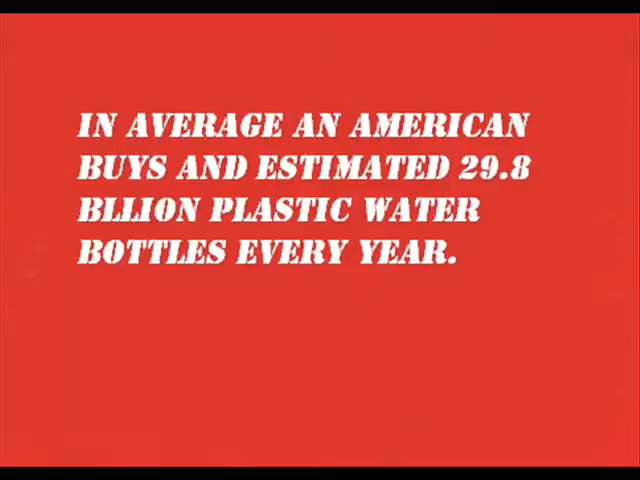 IN AVERAGE AN AMERICAN
BUYS AND ESTIMATED 29.8
BLLION PLASTIC WATER
BOTTLES EVERY YEAR.